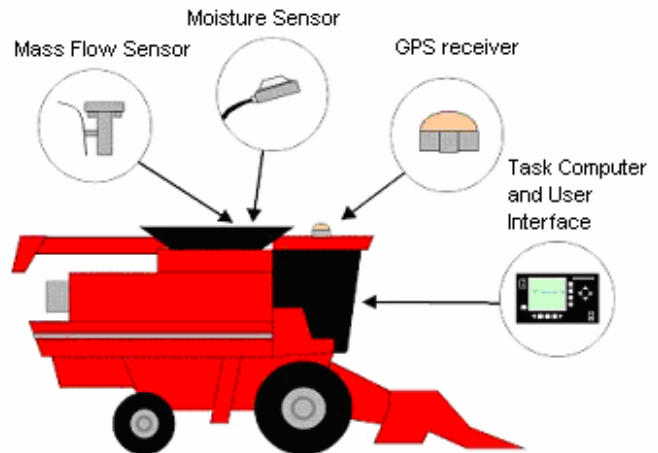 Moisture Sensor
Mass Flow Sensor
GPS receiver
Task Computer
and User
Interface